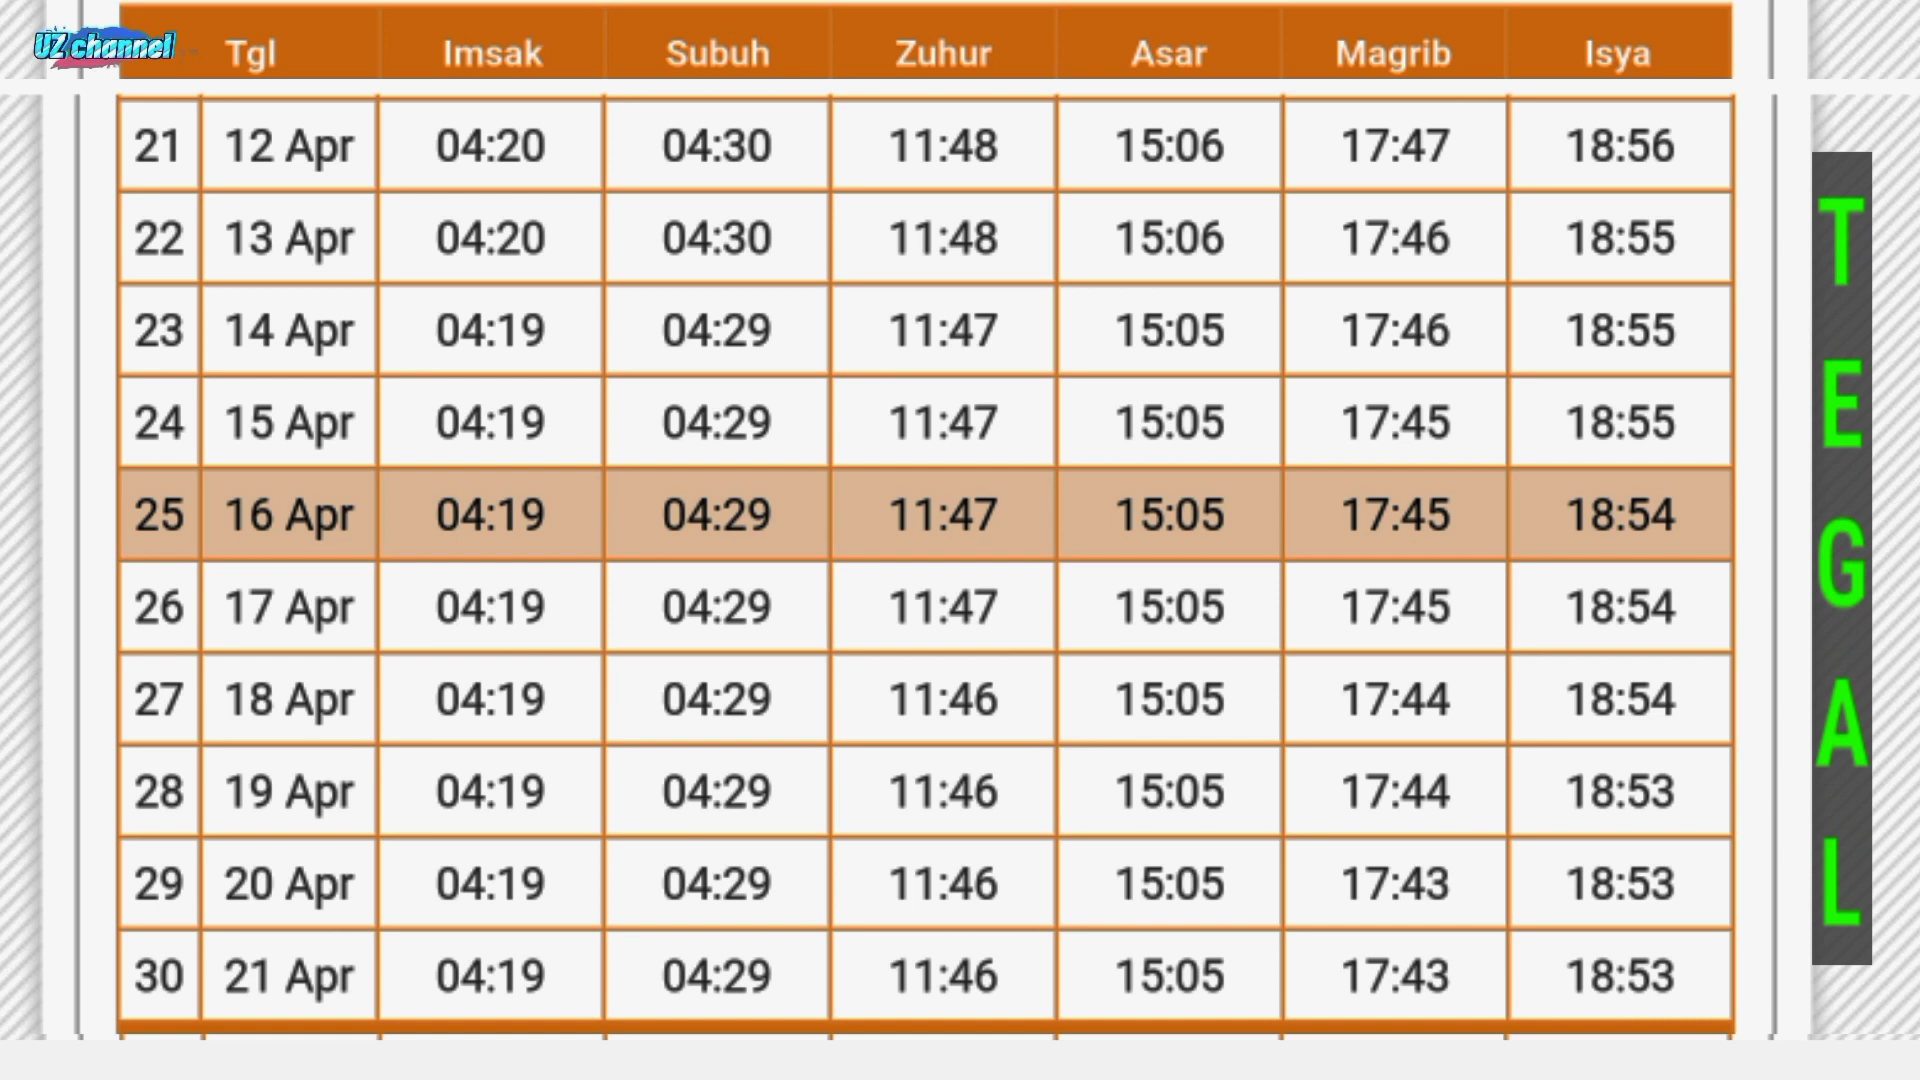 UZ channel
Tgl Imsak Subuh Zuhur Asar Magrib Isya
21 12 Apr 04:20 04:30 11:48 15:06 17:47 18:56
22 13 Apr 04:20 04:30 11:48 15:06 17:46 18:55
23 14 Apr 04:19 04:29 11:47 15:05 17:46 18:55
24 15 Apr 04:19 04:29 11:47 15:05 17:45 18:55
25 16 Apr 04:19 04:29 11:47 15:05 17:45 18:54
26 17 Apr 04:19 04:29 11:47 15:05 17:45 18:54
27 18 Apr 04:19 04:29 11:46 15:05 17:44 18:54
28 19 Apr 04:19 04:29 11:46 15:05 17:44 18:53
29 20 Apr 04:19 04:29 11:46 15:05 17:43 18:53
30 21 Apr 04:19 04:29 11:46 15:05 17:43 18:53
TEGAL